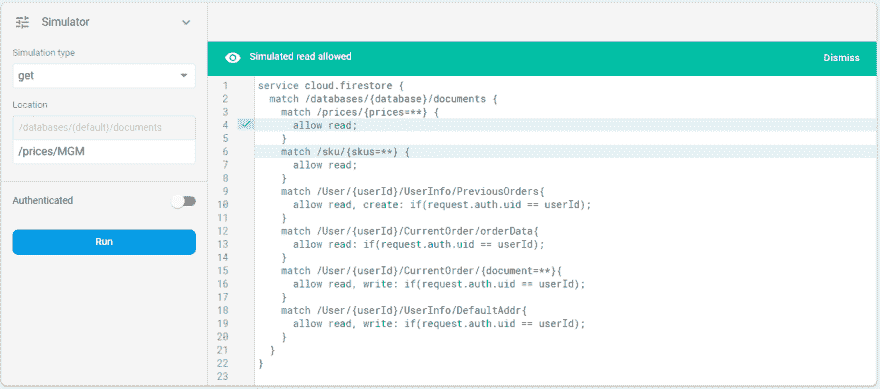 Simulator
Simulation type
get
Location
/databases/(default)/documents
/prices/MGM
Authenticated
Run
Simulated read allowed
Dismiss
1 service cloud.firestore {
2 match /databases/{database}/documents {
3 match /prices/{prices=**} {
4 allow read;
5 }
6 match /sku/{skus=**} {
7 allow read;
8 }
9 match /User/{userId}/UserInfo/PreviousOrders{
10 allow read, create: if(request.auth.uid == userId);
11 }
12 match /User/{userId}/CurrentOrder/orderData{
13 allow read: if(request.auth.uid == userId);
14 }
15 match /User/{userId}/CurrentOrder/{document=**}{
16 allow read, write: if(request.auth.uid == userId);
17 }
18 match /User/{userId}/UserInfo/DefaultAddr{
19 allow read, write: if(request.auth.uid == userId);
20 }
21 }
22 }
23